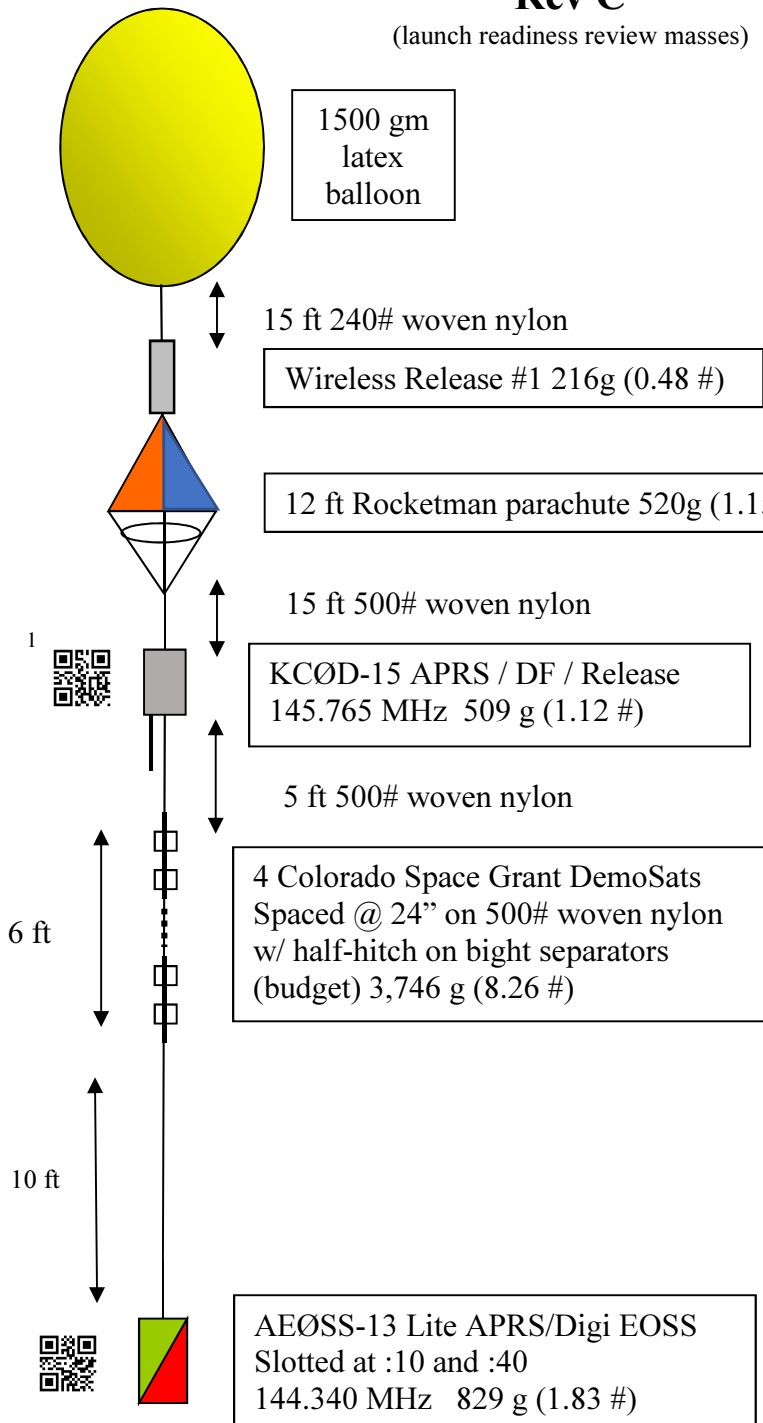 (launch readiness review masses)
1500 gm
latex
balloon
15 ft 240# woven nylon
Wireless Release #1 216g (0.48 #)
12 ft Rocketman parachute 520g
15 ft 500# woven nylon
1
KCØD-15 APRS / DF / Release
145.765 MHz 509 g (1.12 #)
5 ft 500# woven nylon
6 ft
4 Colorado Space Grant DemoSats
Spaced @ 24” on 500# woven nylon
w/ half-hitch on bight separators
(budget) 3,746 g (8.26 #)
10 ft
AEØSS-13 Lite APRS/Digi EOSS
Slotted at :10 and :40
144.340 MHz 829 g (1.83 #)